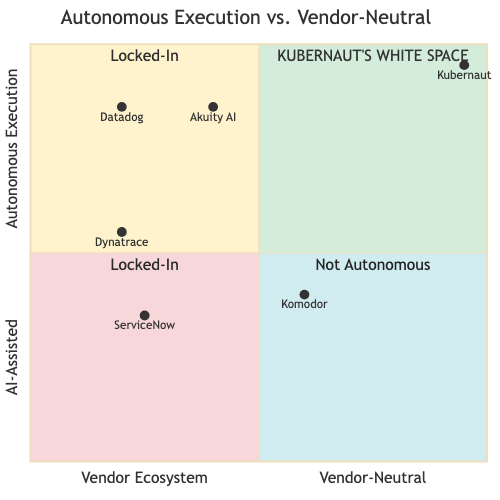 Autonomous Execution vs. Vendor-Neutral
Locked-In
KUBERNAUT'S WHITE SPACE
Kubernaut
Datadog
Akuity AI
Dynatrace
Autonomous Execution
Locked-In
Not Autonomous
Komodor
ServiceNow
AI-Assisted
Vendor Ecosystem
Vendor-Neutral